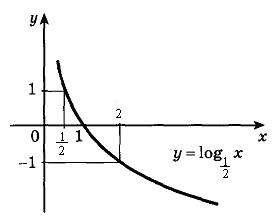 y
1
2
0
1/2
1
x
−1
y = log_{1/2} x